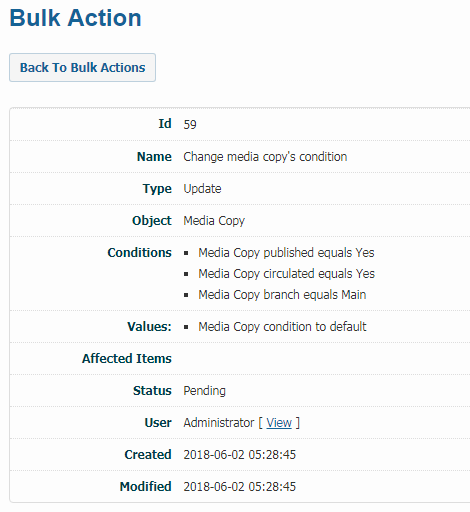 Bulk Action
Back To Bulk Actions
Id 59
Name Change media copy's condition
Type Update
Object Media Copy
Conditions Media Copy published equals Yes
Media Copy circulated equals Yes
Media Copy branch equals Main
Values: Media Copy condition to default
Affected Items
Status Pending
User Administrator [ View ]
Created 2018-06-02 05:28:45
Modified 2018-06-02 05:28:45